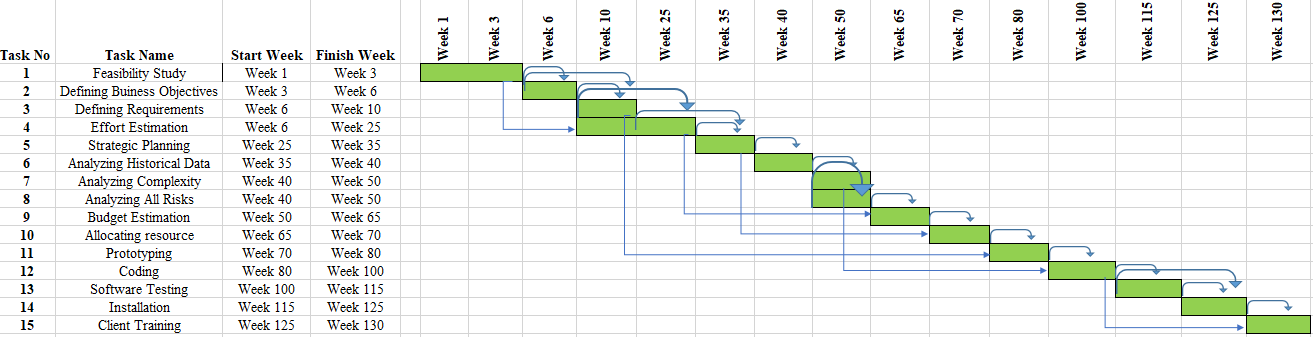 Week 1 Week 3 Week 6 Week 10 Week 25 Week 35 Week 40 Week 50 Week 65 Week 70 Week 80 Week 100 Week 115 Week 125 Week 130
Task No Task Name Start Week Finish Week
1 Feasibility Study Week 1 Week 3
2 Defining Buiness Objectives Week 3 Week 6
3 Defining Requirements Week 6 Week 10
4 Effort Estimation Week 6 Week 25
5 Strategic Planning Week 25 Week 35
6 Analyzing Historical Data Week 35 Week 40
7 Analyzing Complexity Week 40 Week 50
8 Analyzing All Risks Week 40 Week 50
9 Budget Estimation Week 50 Week 65
10 Allocating resource Week 65 Week 70
11 Prototyping Week 70 Week 80
12 Coding Week 80 Week 100
13 Software Testing Week 100 Week 115
14 Installation Week 115 Week 125
15 Client Training Week 125 Week 130